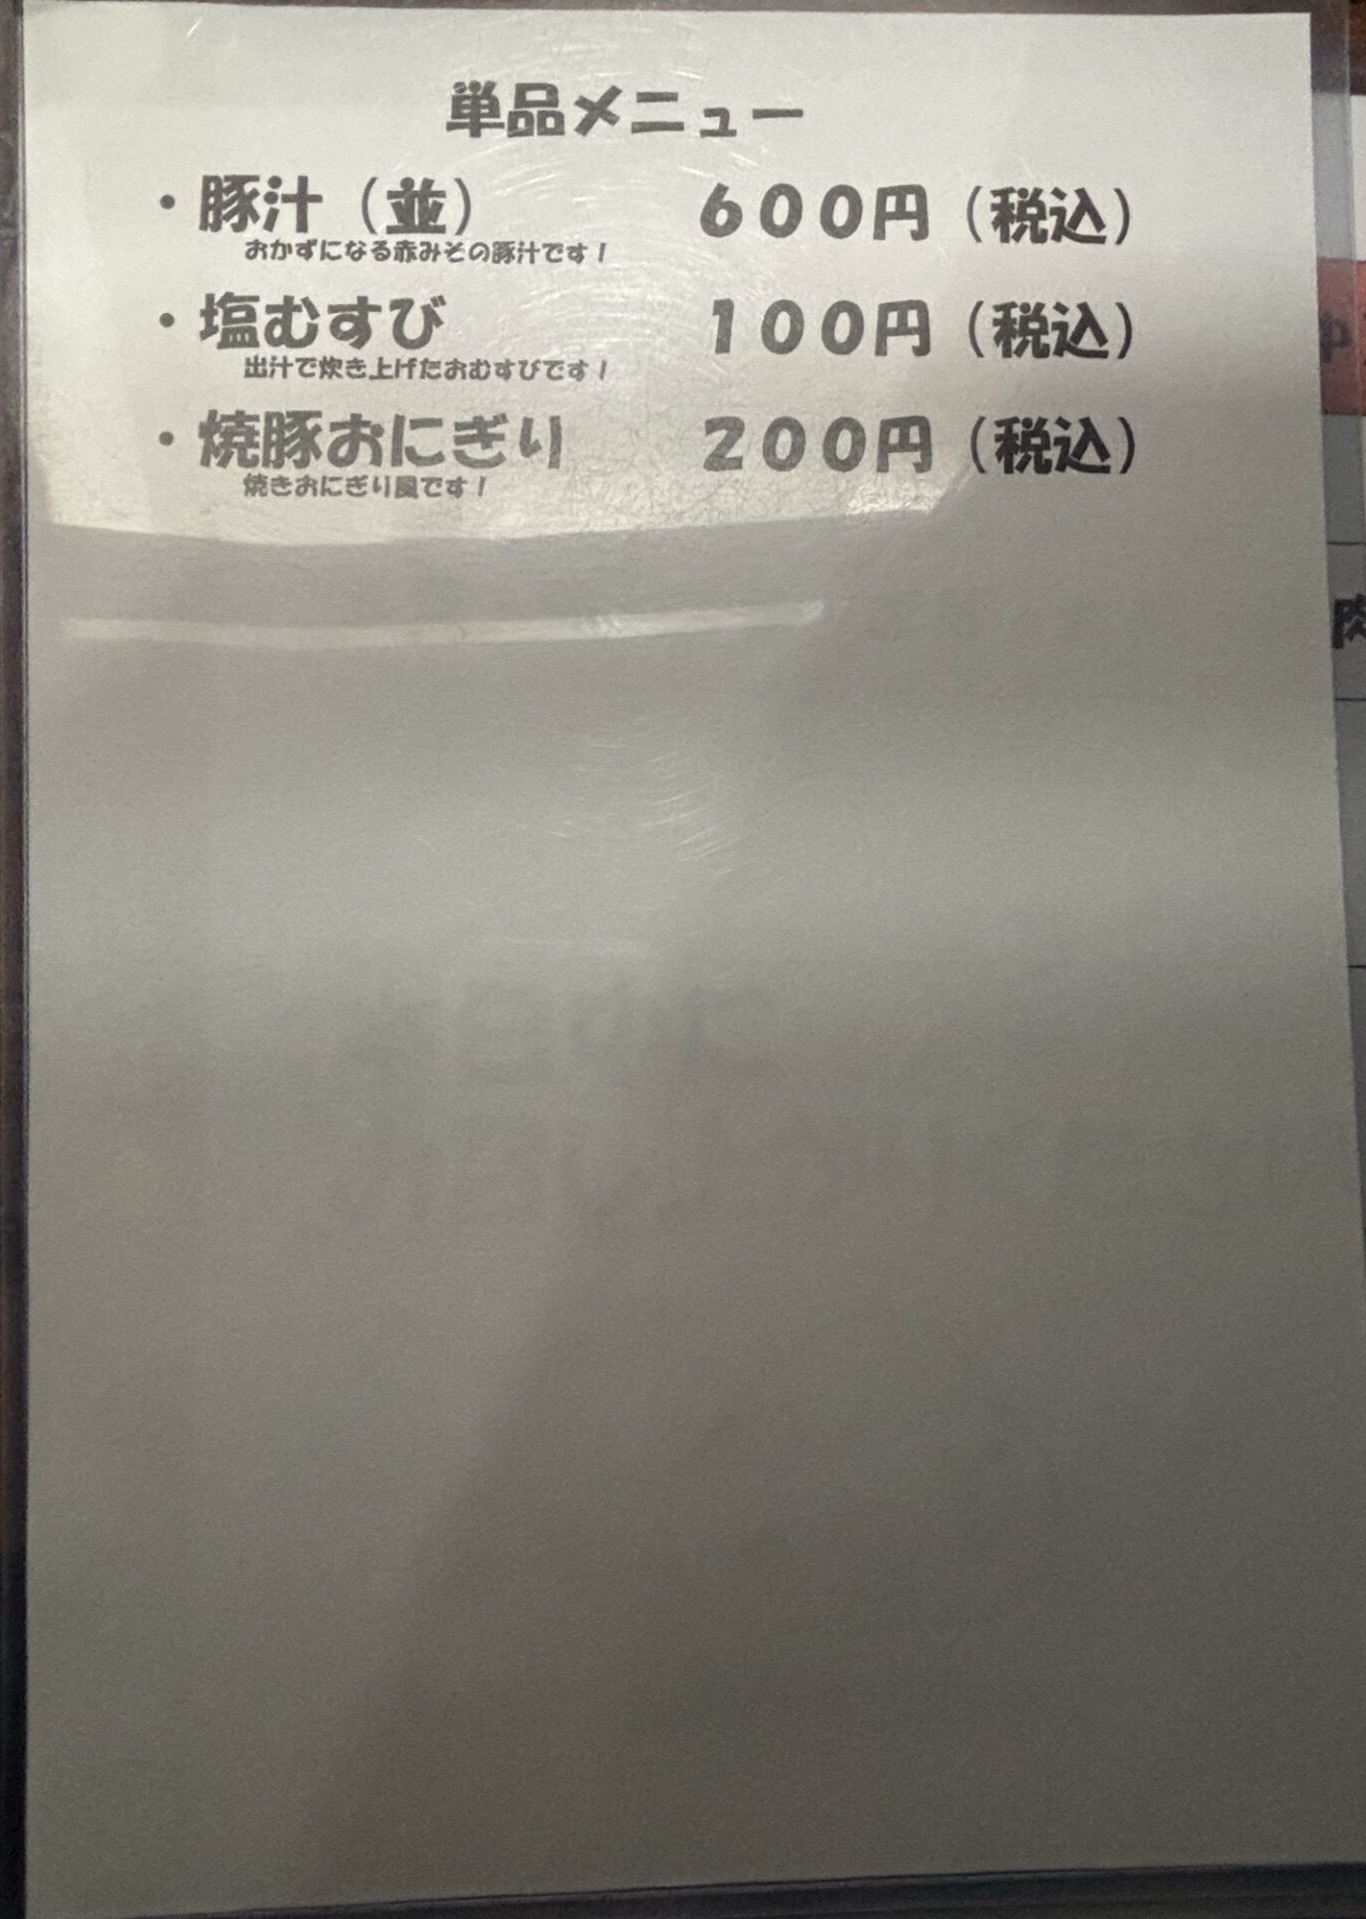 単品メニュー
・豚汁（並）　６００円（税込）
おかずになる赤みその豚汁です！
・塩むすび　１００円（税込）
出汁で炊き上げたおむすびです！
・焼豚おにぎり　２００円（税込）
焼きおにぎり風です！
中
肉